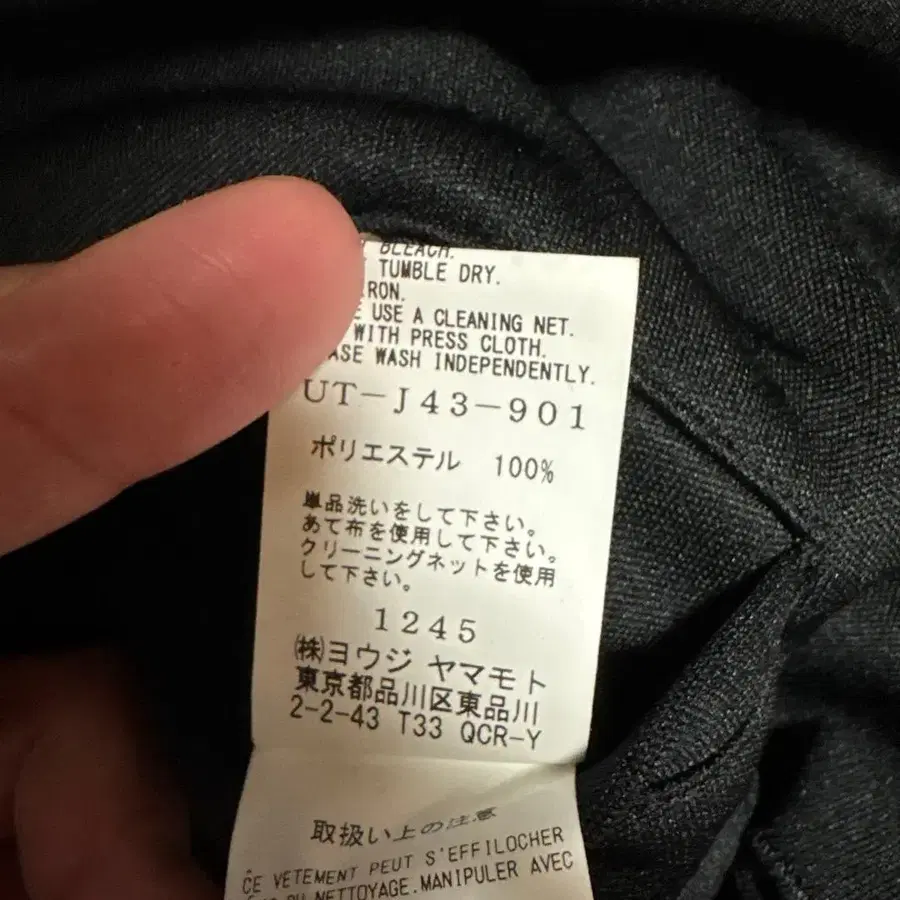 BLEACH.
TUMBLE DRY.
RON.
USE A CLEANING NET.
WITH PRESS CLOTH.
ASE WASH INDEPENDENTLY.
UT-J43-901
ポリエステル 100%
単品洗いをして下さい。
あて布を使用して下さい。
クリーニングネットを使用
して下さい。
1245
㈱ヨウジ ヤマモト
東京都品川区東品川
2-2-43 T33 QCR-Y
取扱い上の注意
CE VETEMENT PEUT S'EFFILOCHER
DU NETTOYAGE. MANIPULER AVEC